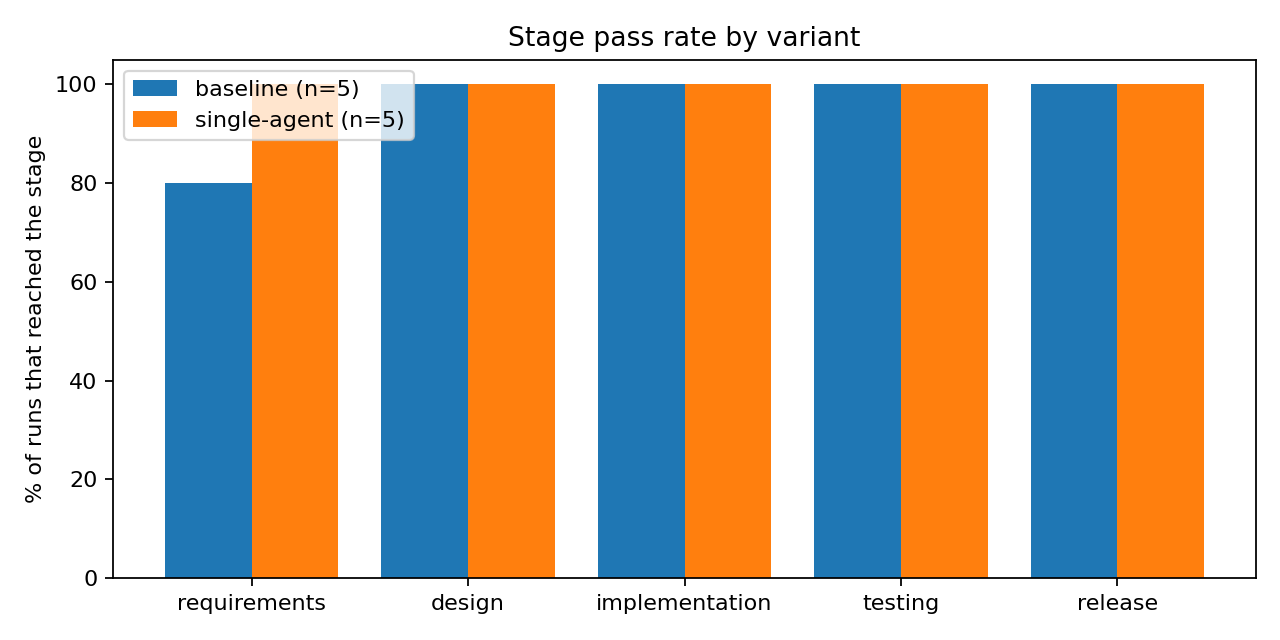 Stage pass rate by variant
% of runs that reached the stage
100
80
60
40
20
0
baseline (n=5)
single-agent (n=5)
requirements
design
implementation
testing
release